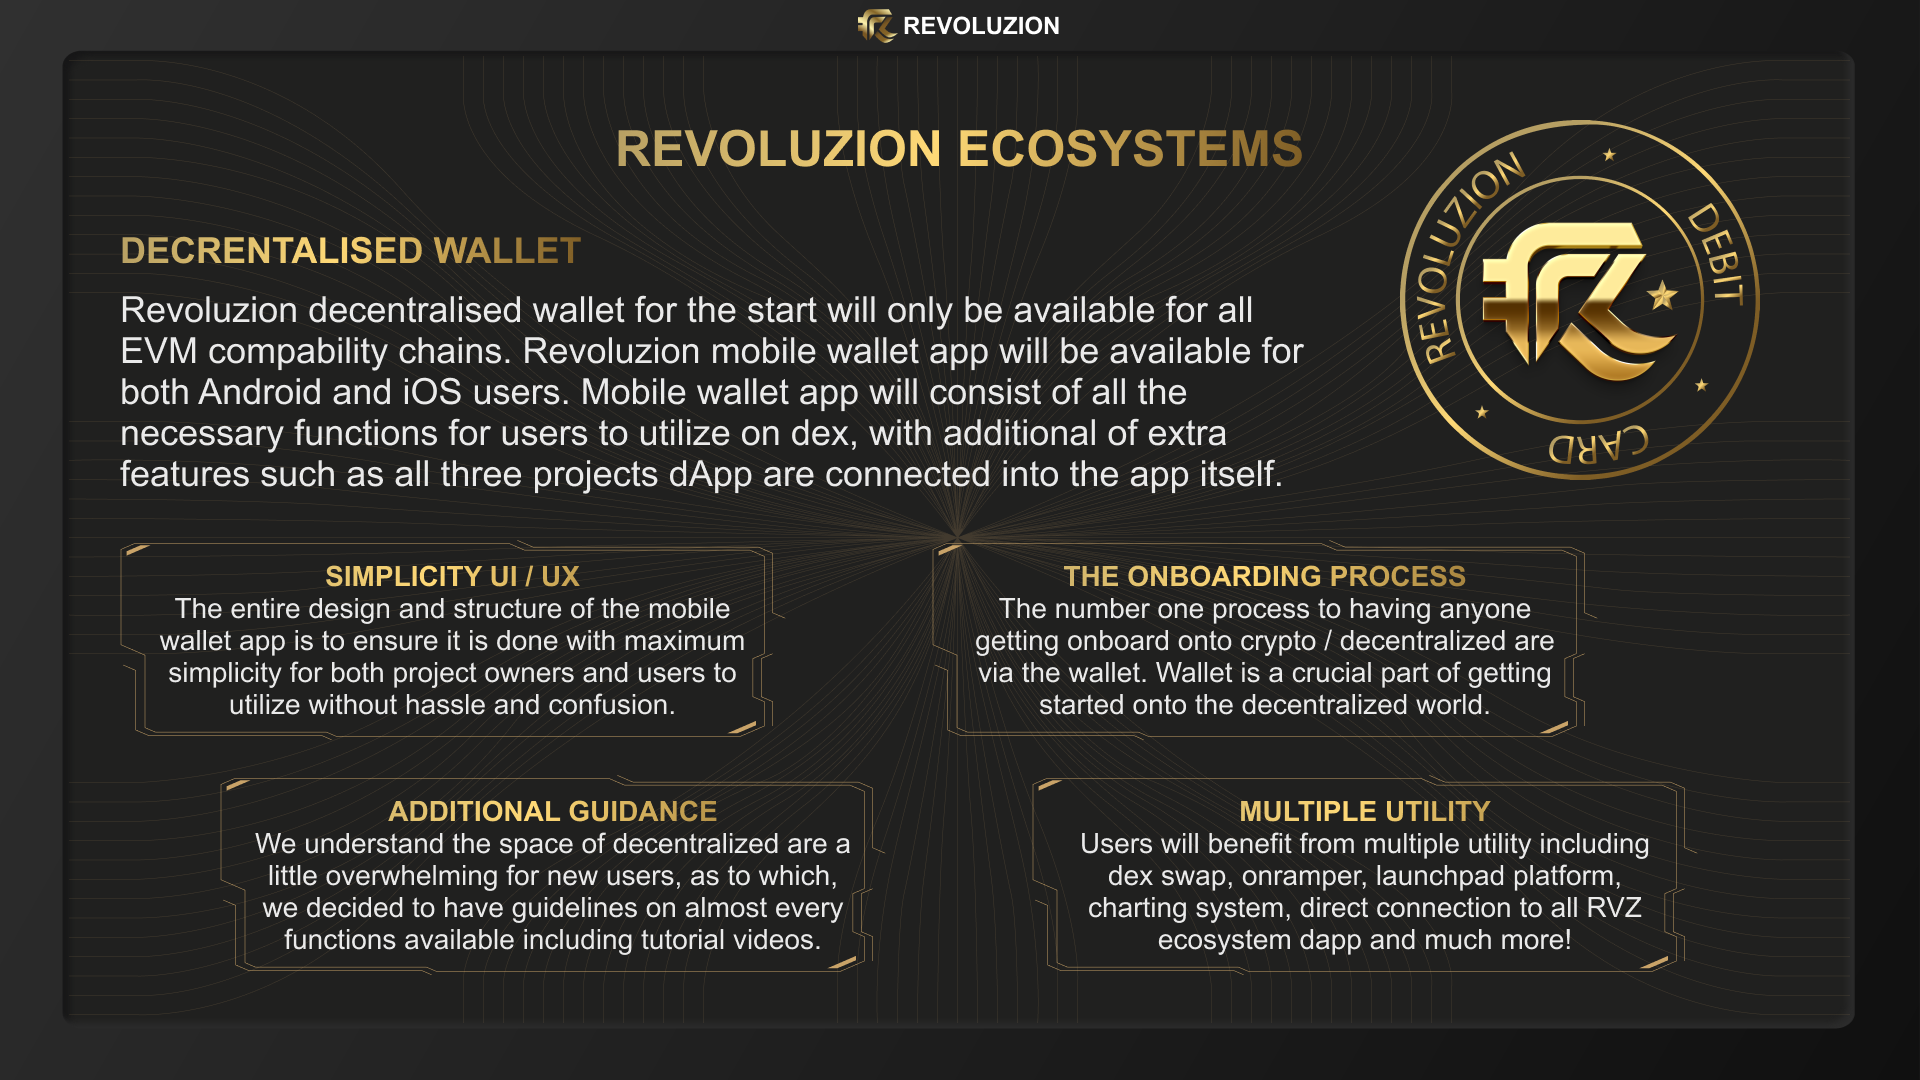 REVOLUZION
REVOLUZION ECOSYSTEMS
REVOLUZION DEBIT CARD
DECRENTALISED WALLET
Revoluzion decentralised wallet for the start will only be available for all
EVM compability chains. Revoluzion mobile wallet app will be available for
both Android and iOS users. Mobile wallet app will consist of all the
necessary functions for users to utilize on dex, with additional of extra
features such as all three projects dApp are connected into the app itself.
SIMPLICITY UI / UX
The entire design and structure of the mobile
wallet app is to ensure it is done with maximum
simplicity for both project owners and users to
utilize without hassle and confusion.
THE ONBOARDING PROCESS
The number one process to having anyone
getting onboard onto crypto / decentralized are
via the wallet. Wallet is a crucial part of getting
started onto the decentralized world.
ADDITIONAL GUIDANCE
We understand the space of decentralized are a
little overwhelming for new users, as to which,
we decided to have guidelines on almost every
functions available including tutorial videos.
MULTIPLE UTILITY
Users will benefit from multiple utility including
dex swap, onramper, launchpad platform,
charting system, direct connection to all RVZ
ecosystem dapp and much more!